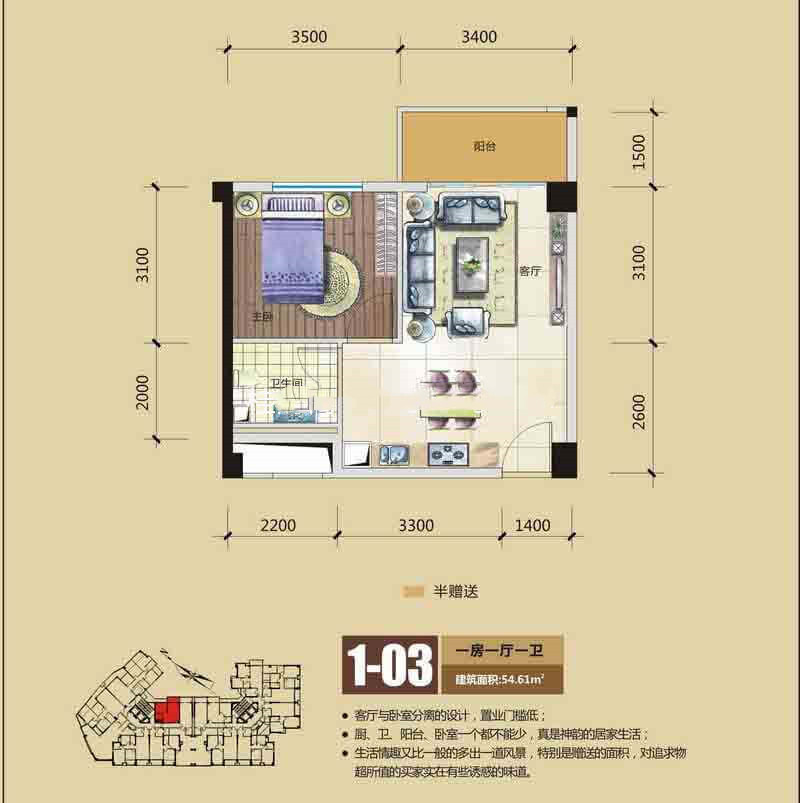 3500 3400
阳台
1500
3100
3100
客厅
主卧
卫生间
2000
2600
2200 3300 1400
半赠送
1-03
一房一厅一卫
建筑面积:54.61m²
● 客厅与卧室分离的设计，置业门槛低；
● 厨、卫、阳台、卧室一个都不能少，真是神韵的居家生活；
● 生活情趣又比一般的多出一道风景，特别是赠送的面积，对追求物
超所值的买家实在有些诱惑的味道。